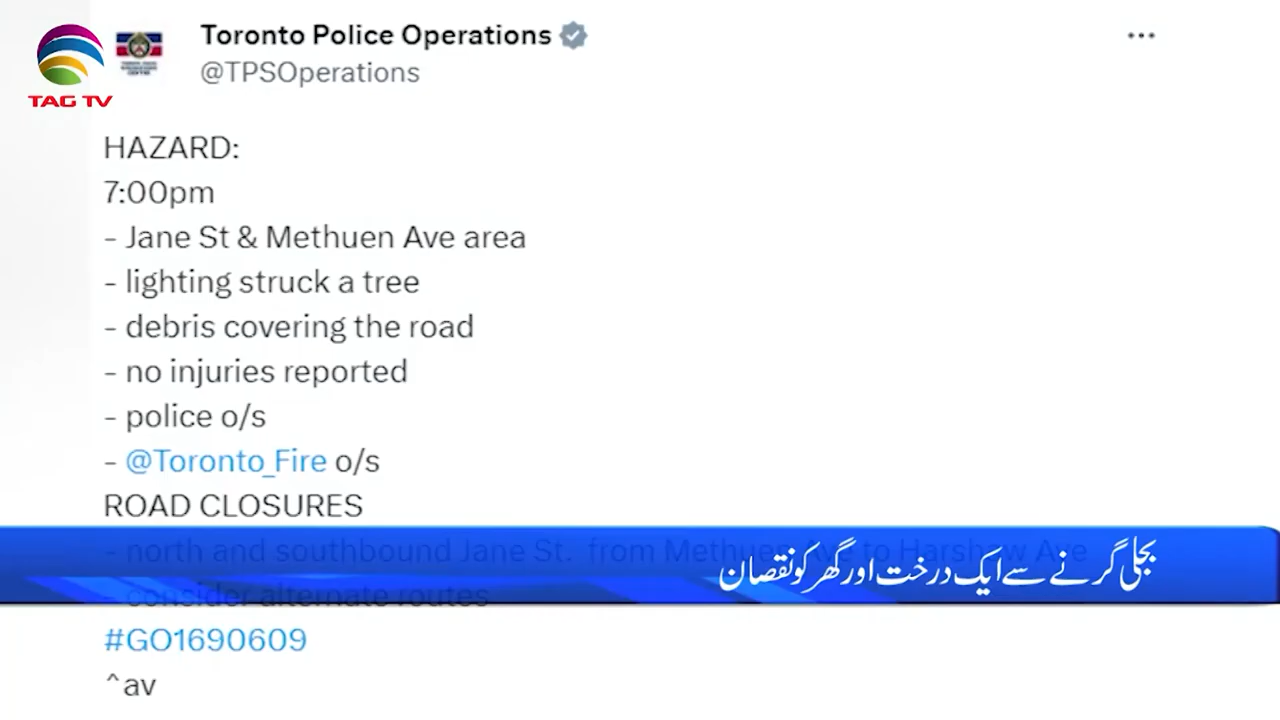 Toronto Police Operations
@TPSOperations
TAG TV
HAZARD:
7:00pm
- Jane St & Methuen Ave area
- lighting struck a tree
- debris covering the road
- no injuries reported
- police o/s
- @Toronto_Fire o/s
ROAD CLOSURES
- north and southbound Jane St. from Methuen Ave to Harshaw Ave
بجلی گرنے سے ایک درخت اور گھر کو نقصان
- consider alternate routes
#GO1690609
^av